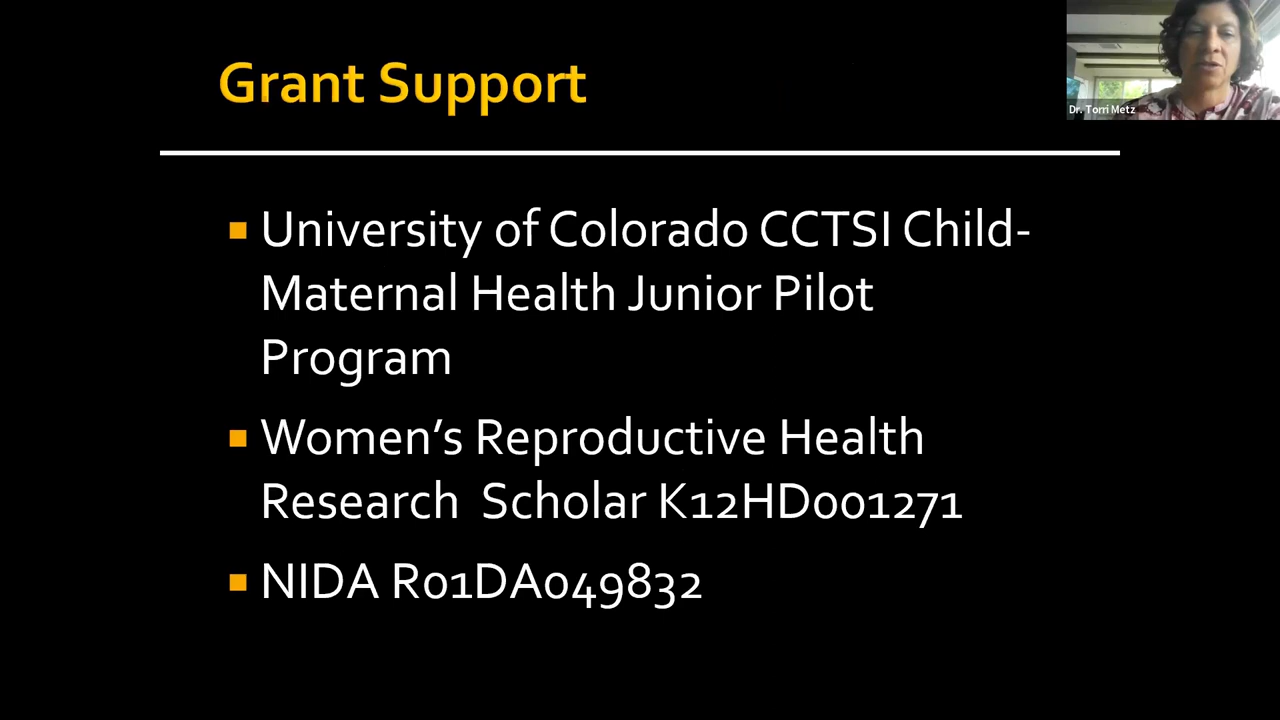 Grant Support
Dr. Torri Metz
University of Colorado CCTSI Child-
Maternal Health Junior Pilot
Program
Women’s Reproductive Health
Research Scholar K12HD001271
NIDA R01DA049832